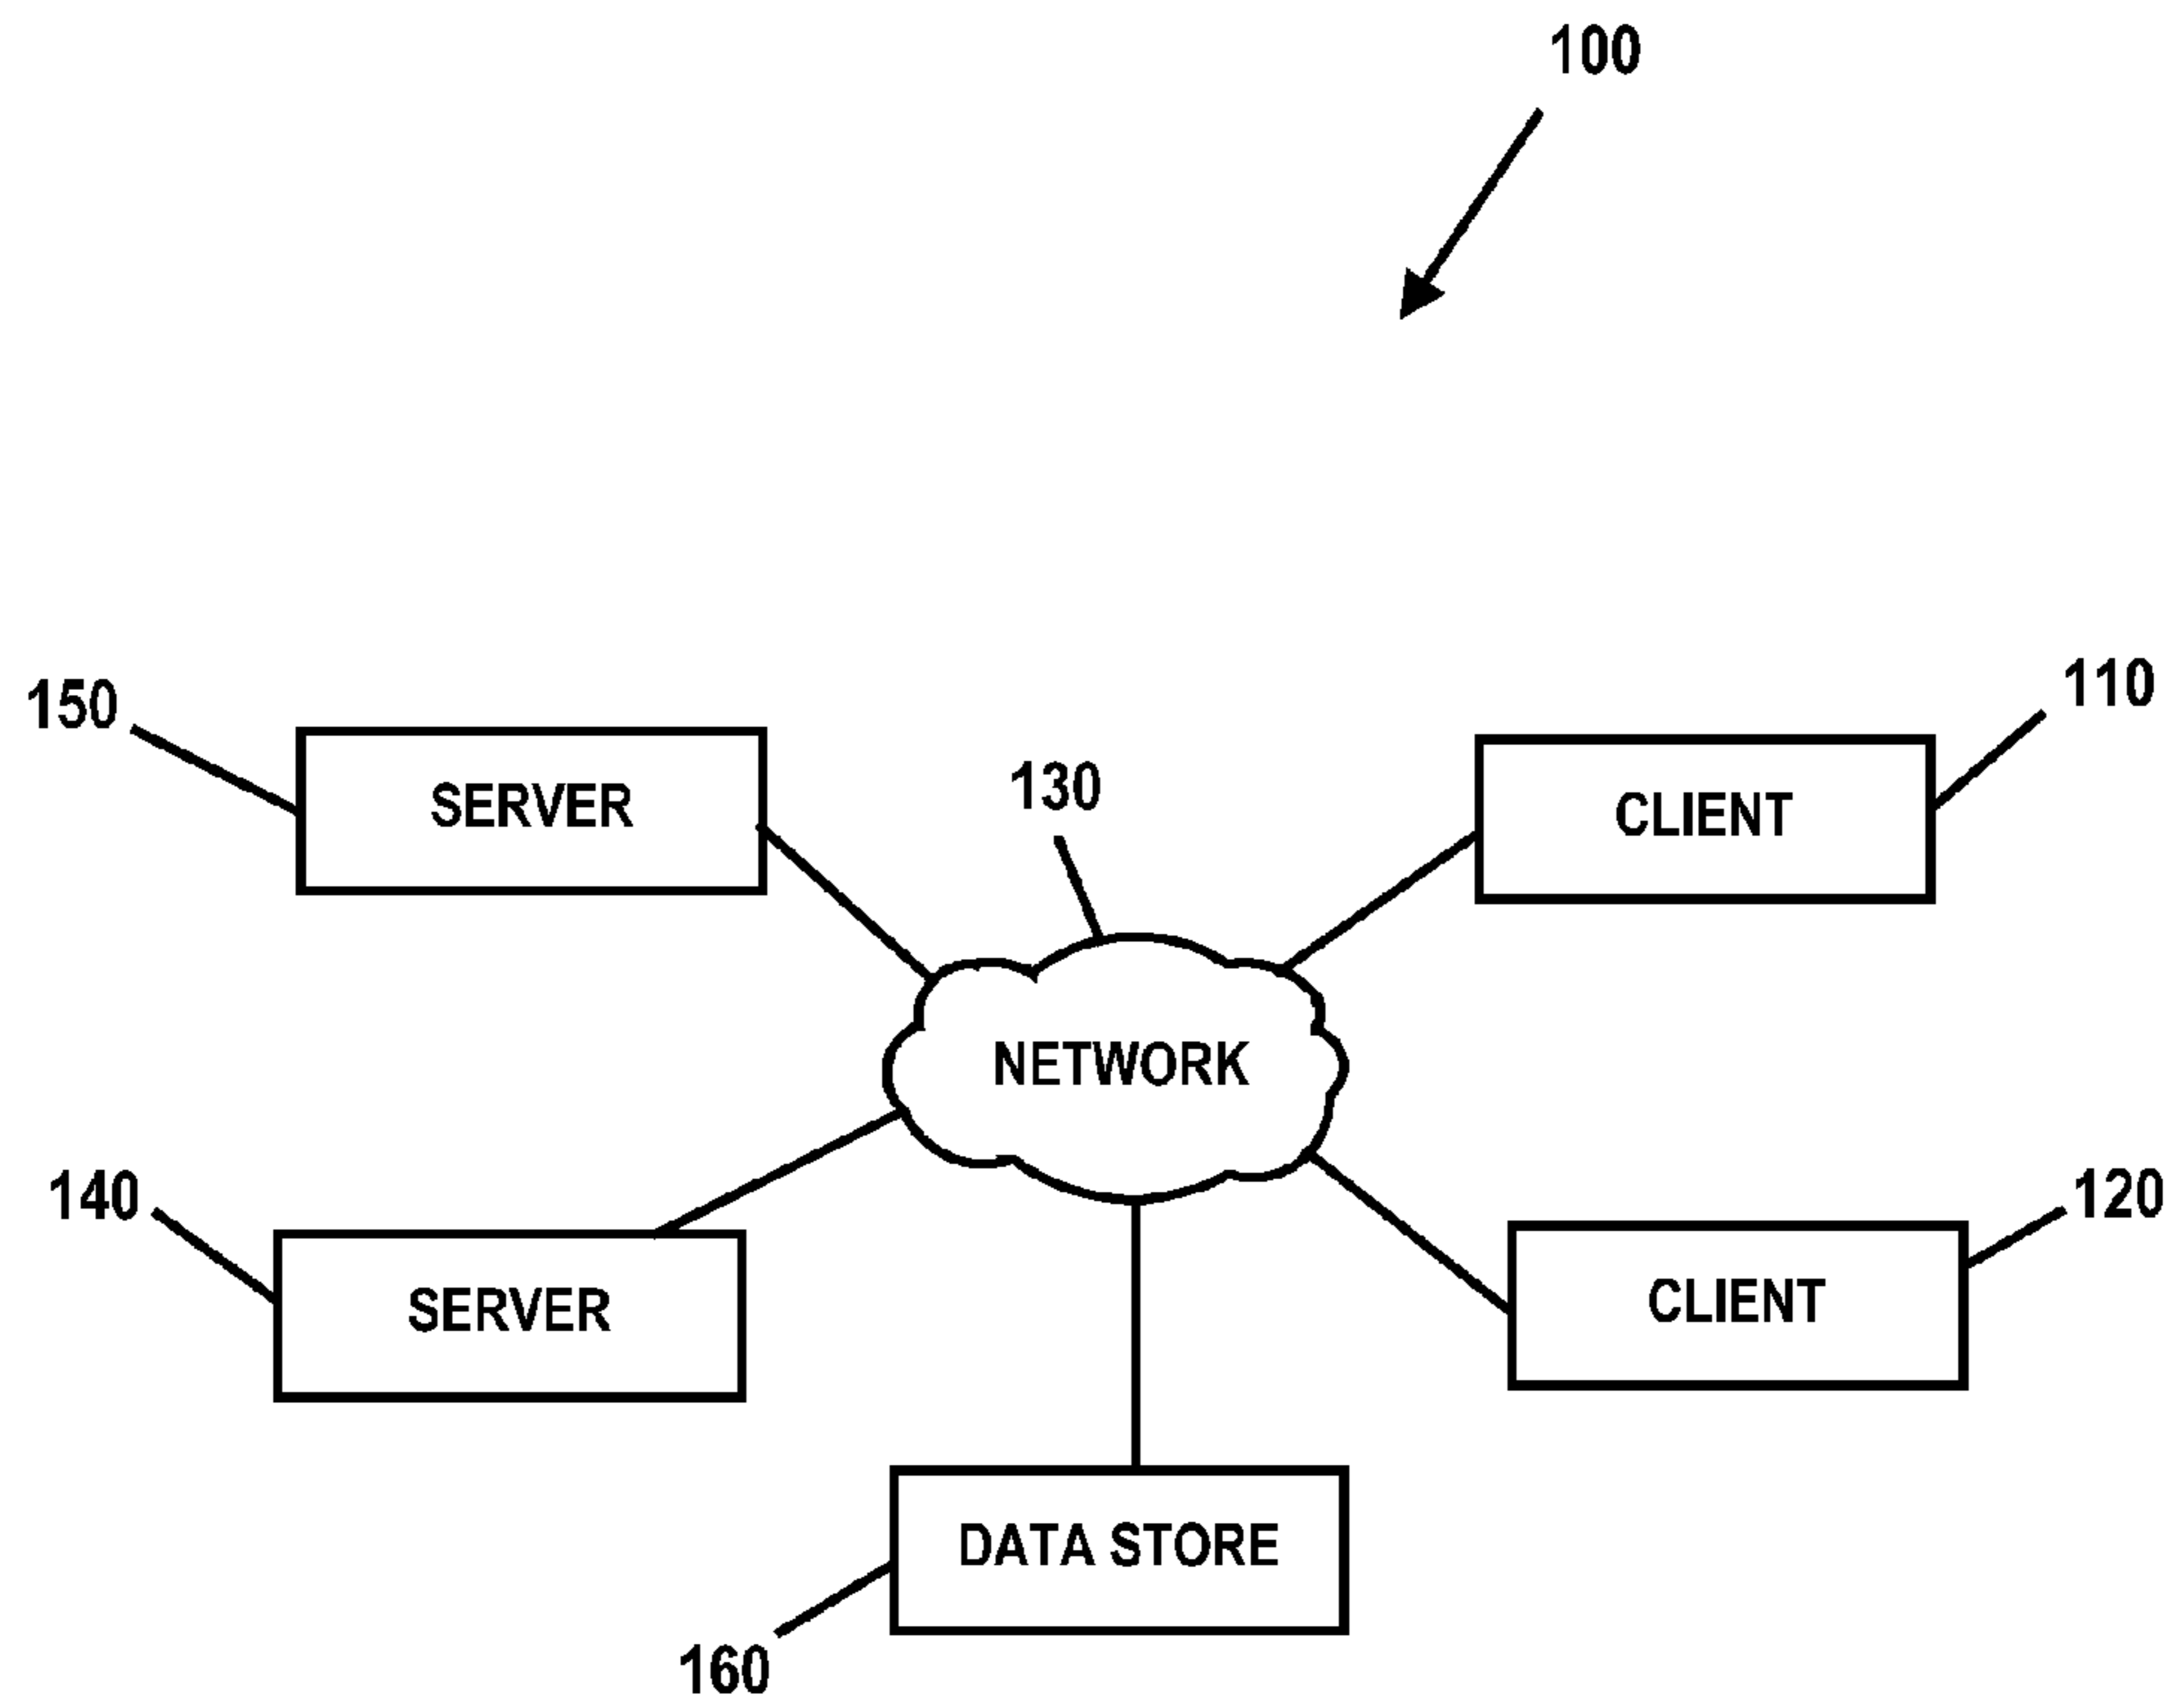 100
150
110
SERVER
130
CLIENT
NETWORK
140
120
SERVER
CLIENT
DATA STORE
160